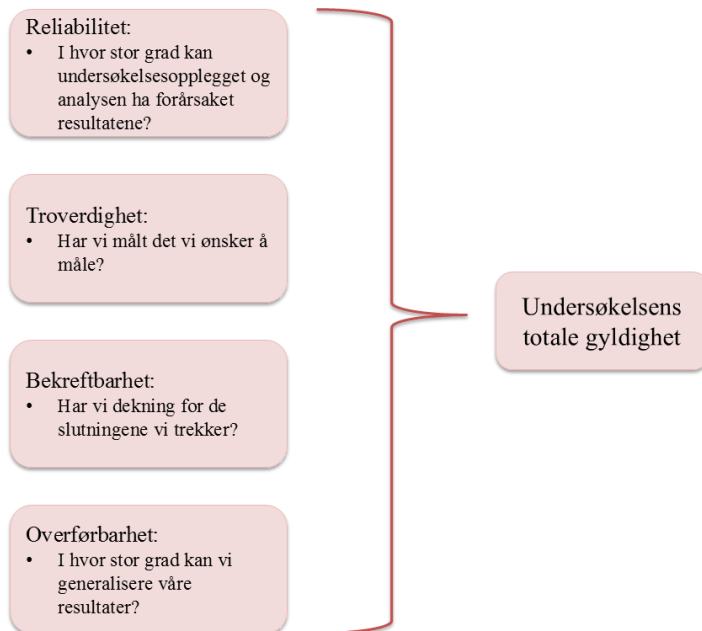 Reliabilitet:
• I hvor stor grad kan
undersøkelsesopplegget og
analysen ha forårsaket
resultatene?
Troverdighet:
• Har vi målt det vi ønsker å
måle?
Bekreftbarhet:
• Har vi dekning for de
slutningene vi trekker?
Overførbarhet:
• I hvor stor grad kan vi
generalisere våre
resultater?
Undersøkelsens
totale gyldighet